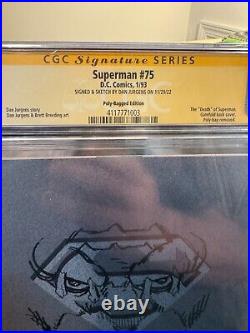 CGC Signature SERIES
Superman #75
D.C. Comics, 1/93
SIGNED & SKETCH BY DAN JURGENS ON 11/29/22
Poly-Bagged Edition
Dan Jurgens story
Dan Jurgens & Brett Breeding art
4117771003
The "Death" of Superman.
Gatefold back cover.
Poly-bag removed.